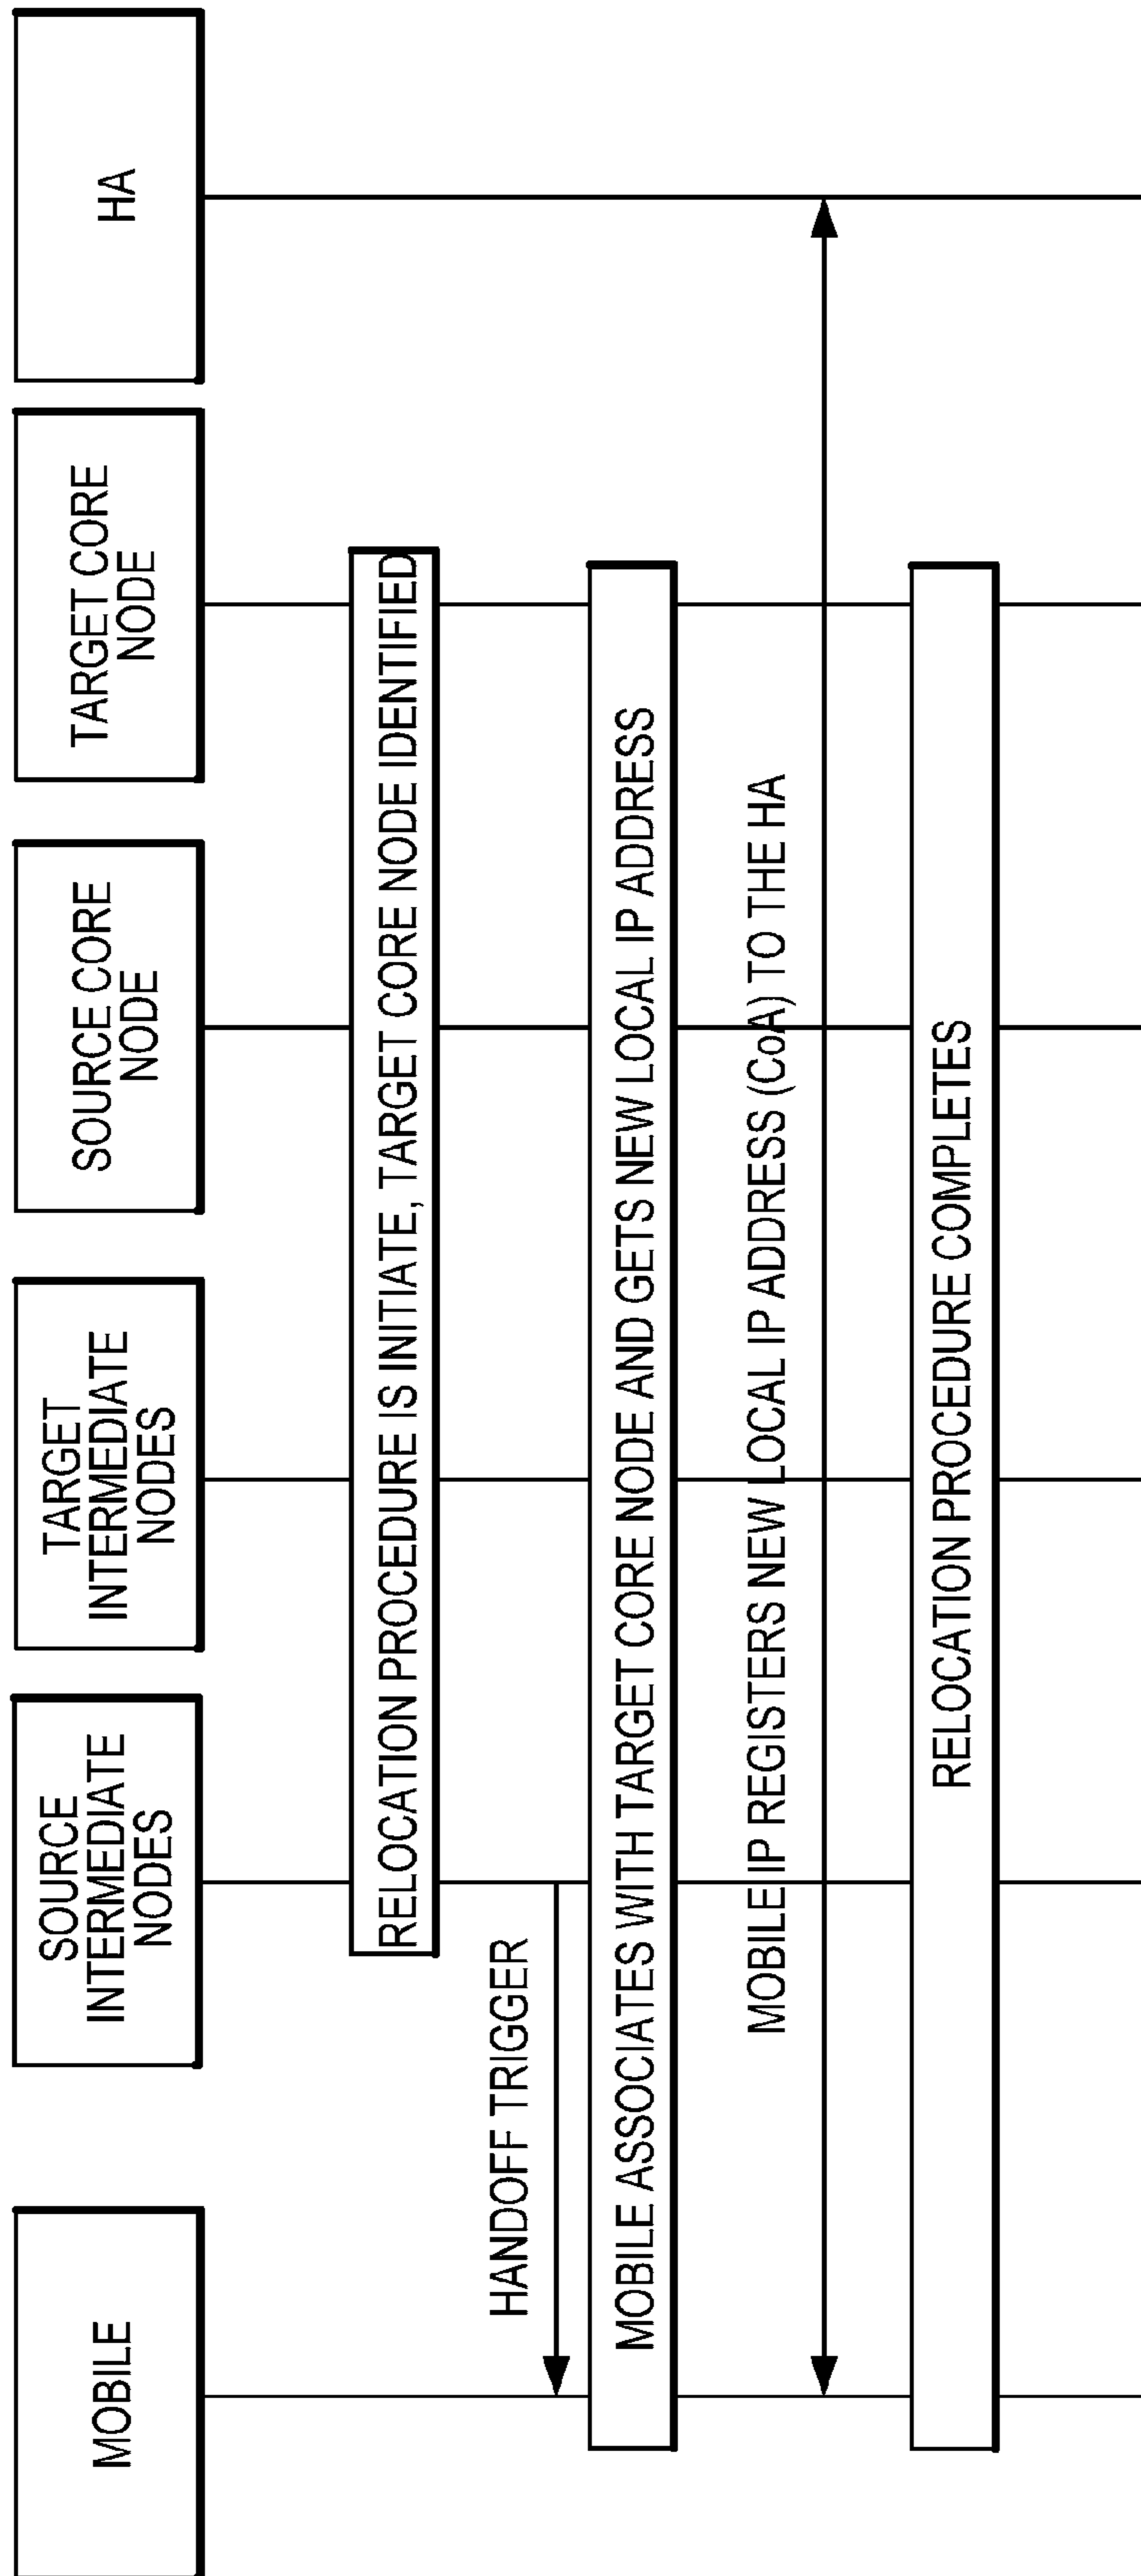 MOBILE
SOURCE
INTERMEDIATE
NODES
TARGET
INTERMEDIATE
NODES
SOURCE CORE
NODE
TARGET CORE
NODE
HA
RELOCATION PROCEDURE IS INITIATE, TARGET CORE NODE IDENTIFIED
HANDOFF TRIGGER
MOBILE ASSOCIATES WITH TARGET CORE NODE AND GETS NEW LOCAL IP ADDRESS
MOBILE IP REGISTERS NEW LOCAL IP ADDRESS (CoA) TO THE HA
RELOCATION PROCEDURE COMPLETES